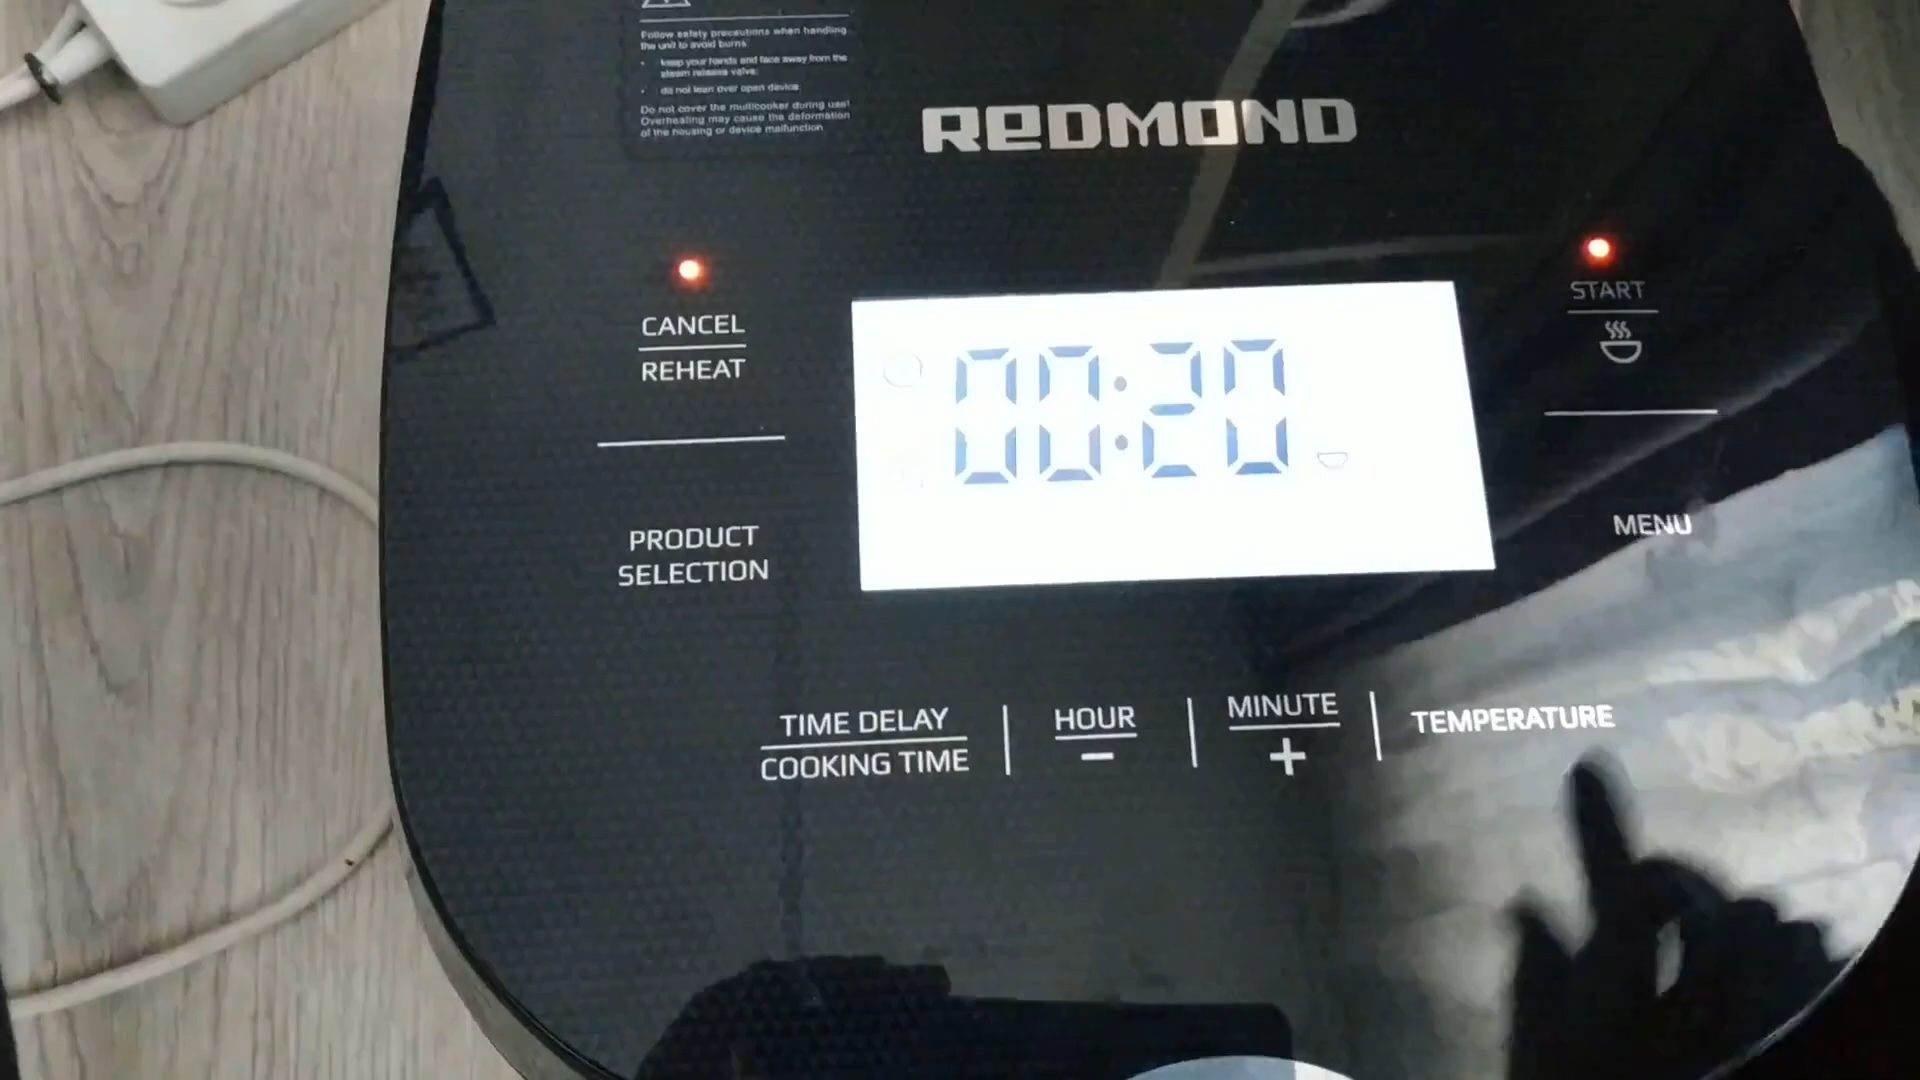 Follow safety precautions when handling
the unit to avoid burns:
• keep your hands and face away from the
steam release valve;
• do not lean over open device.
Do not cover the multicooker during use!
Overheating may cause the deformation
of the housing or device malfunction
REDMOND
CANCEL
REHEAT
START
00:20
PRODUCT
SELECTION
MENU
TIME DELAY
COOKING TIME
HOUR
−
MINUTE
+
TEMPERATURE